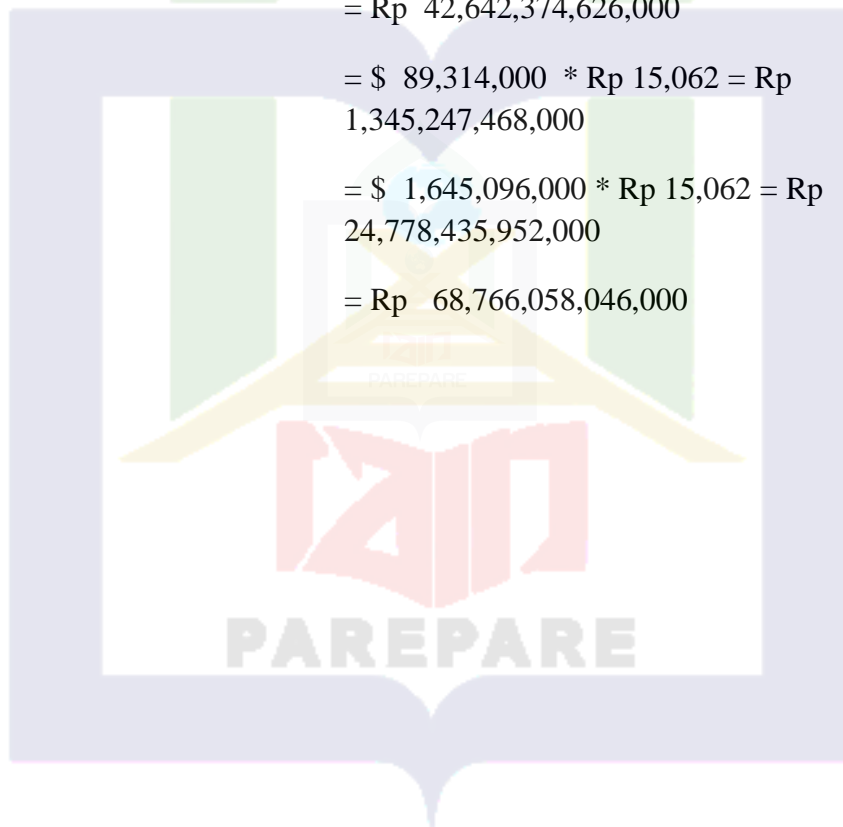 = Rp 42,642,374,626,000
= $ 89,314,000 * Rp 15,062 = Rp
1,345,247,468,000
= $ 1,645,096,000 * Rp 15,062 = Rp
24,778,435,952,000
= Rp 68,766,058,046,000
iain
PAREPARE
iain
PAREPARE